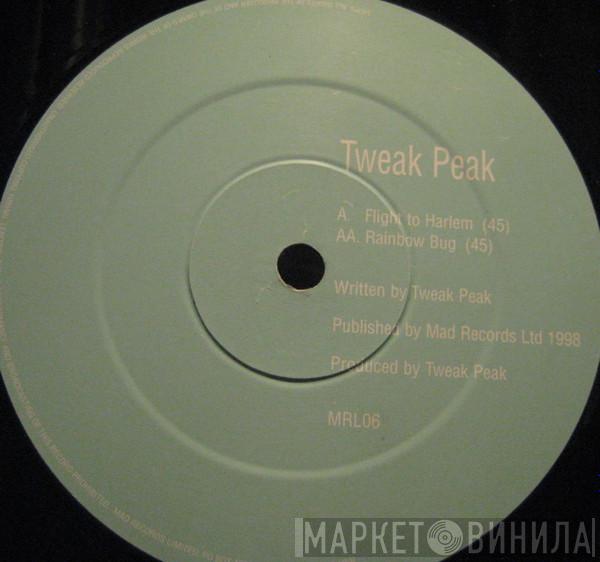 Tweak Peak
A. Flight to Harlem (45)
AA. Rainbow Bug (45)
Written by Tweak Peak
Published by Mad Records Ltd 1998
Produced by Tweak Peak
MRL06
МАРКЕТ ВИНИЛА